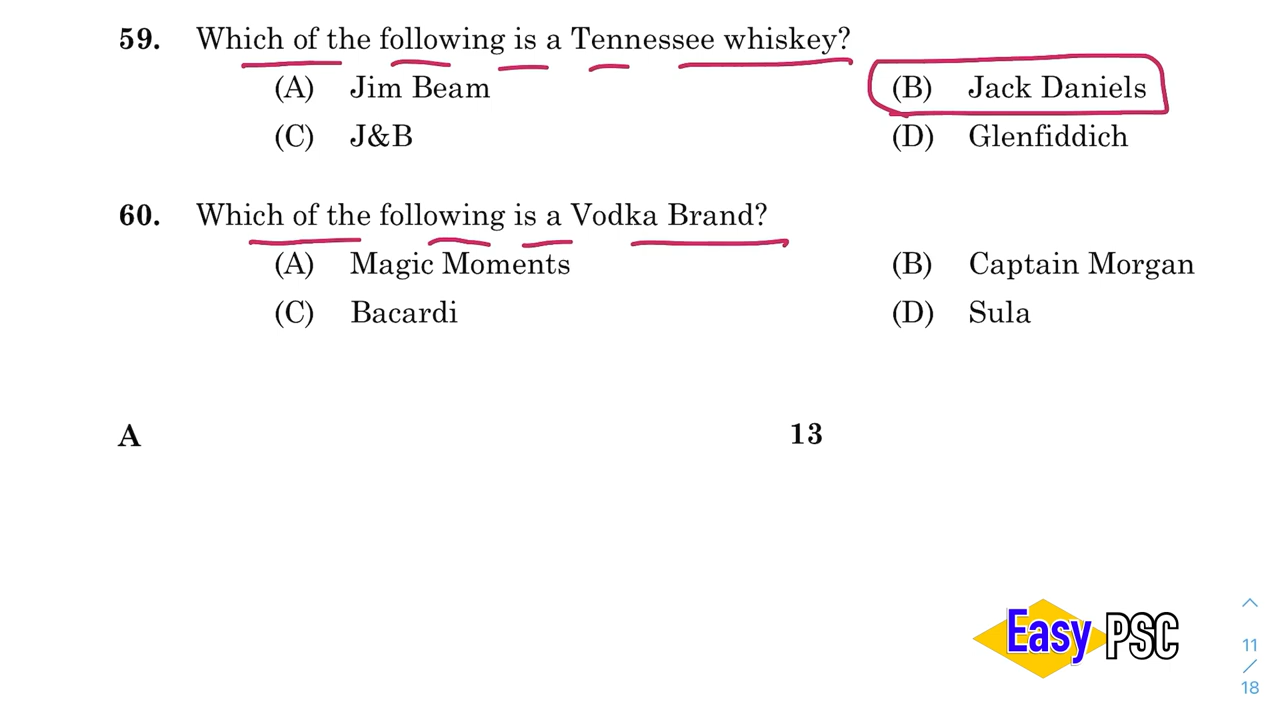 59. Which of the following is a Tennessee whiskey?
(A) Jim Beam (B) Jack Daniels
(C) J&B (D) Glenfiddich
60. Which of the following is a Vodka Brand?
(A) Magic Moments (B) Captain Morgan
(C) Bacardi (D) Sula
A 13
Easy PSC
11
/
18